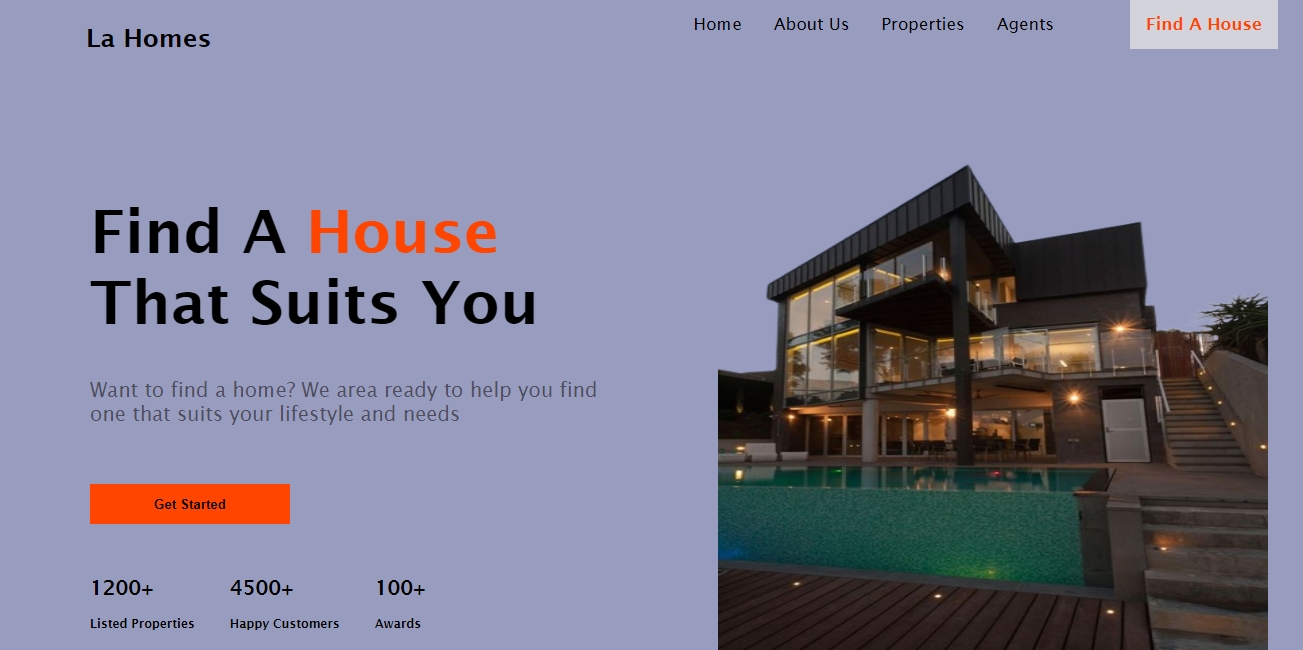 La Homes
Home About Us Properties Agents Find A House
Find A House
That Suits You
Want to find a home? We area ready to help you find
one that suits your lifestyle and needs
Get Started
1200+ 4500+ 100+
Listed Properties Happy Customers Awards